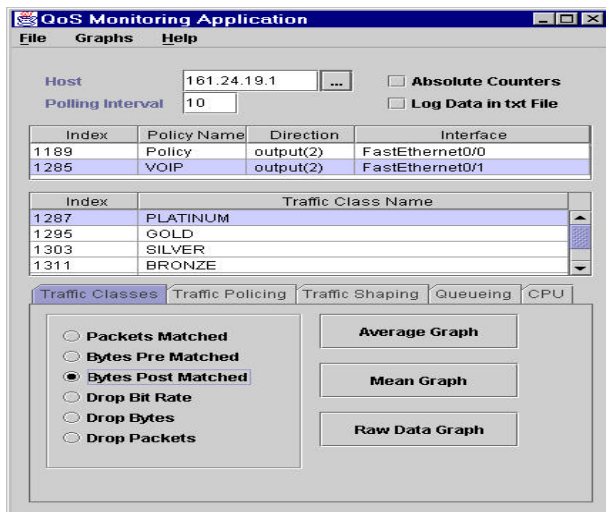 QoS Monitoring Application
File Graphs Help
Host 161.24.19.1 ... Absolute Counters
Polling Interval 10 Log Data in txt File
Index Policy Name Direction Interface
1189 Policy output(2) FastEthernet0/0
1285 VOIP output(2) FastEthernet0/1
Index Traffic Class Name
1287 PLATINUM
1295 GOLD
1303 SILVER
1311 BRONZE
Traffic Classes Traffic Policing Traffic Shaping Queueing CPU
Packets Matched
Bytes Pre Matched
Bytes Post Matched
Drop Bit Rate
Drop Bytes
Drop Packets
Average Graph
Mean Graph
Raw Data Graph